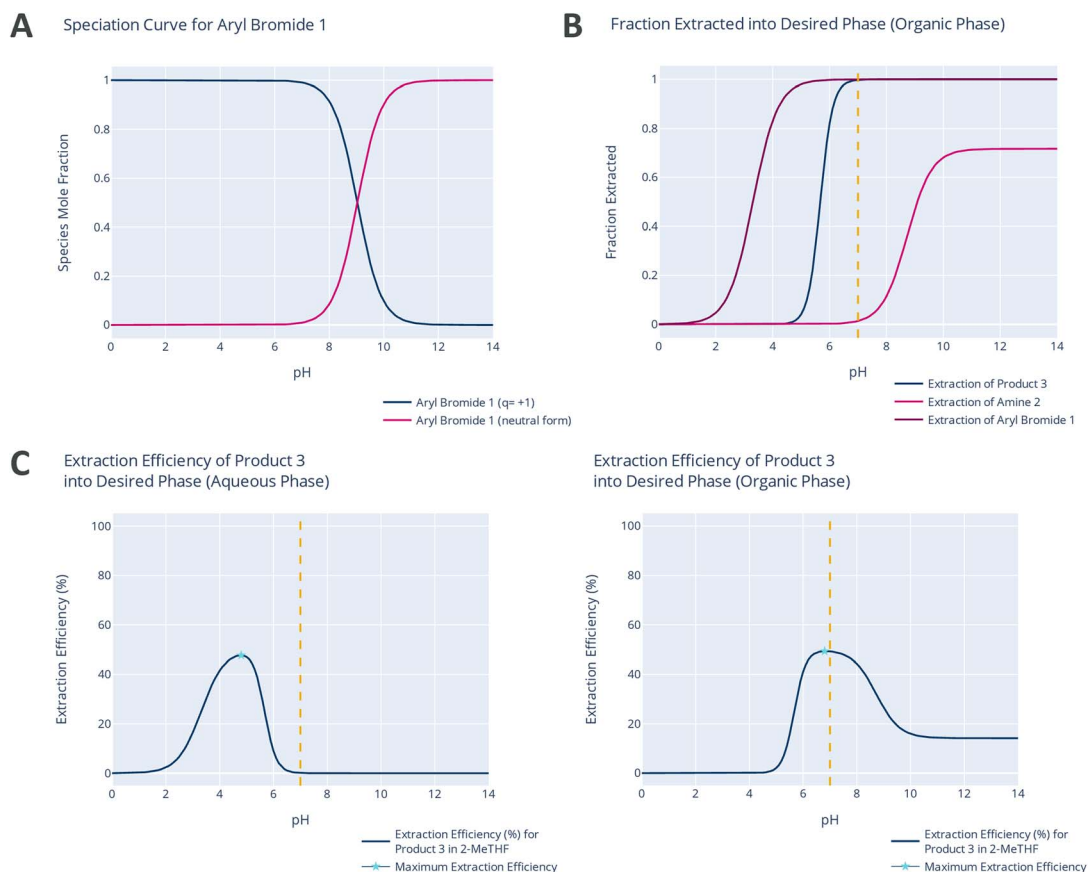 A
Speciation Curve for Aryl Bromide 1
1
0.8
0.6
0.4
0.2
0
Species Mole Fraction
0 2 4 6 8 10 12 14
pH
Aryl Bromide 1 (q= +1)
Aryl Bromide 1 (neutral form)
B
Fraction Extracted into Desired Phase (Organic Phase)
1
0.8
0.6
0.4
0.2
0
Fraction Extracted
0 2 4 6 8 10 12 14
pH
Extraction of Product 3
Extraction of Amine 2
Extraction of Aryl Bromide 1
C
Extraction Efficiency of Product 3
into Desired Phase (Aqueous Phase)
100
80
60
40
20
0
Extraction Efficiency (%)
0 2 4 6 8 10 12 14
pH
Extraction Efficiency (%) for
Product 3 in 2-MeTHF
Maximum Extraction Efficiency
Extraction Efficiency of Product 3
into Desired Phase (Organic Phase)
100
80
60
40
20
0
Extraction Efficiency (%)
0 2 4 6 8 10 12 14
pH
Extraction Efficiency (%) for
Product 3 in 2-MeTHF
Maximum Extraction Efficiency